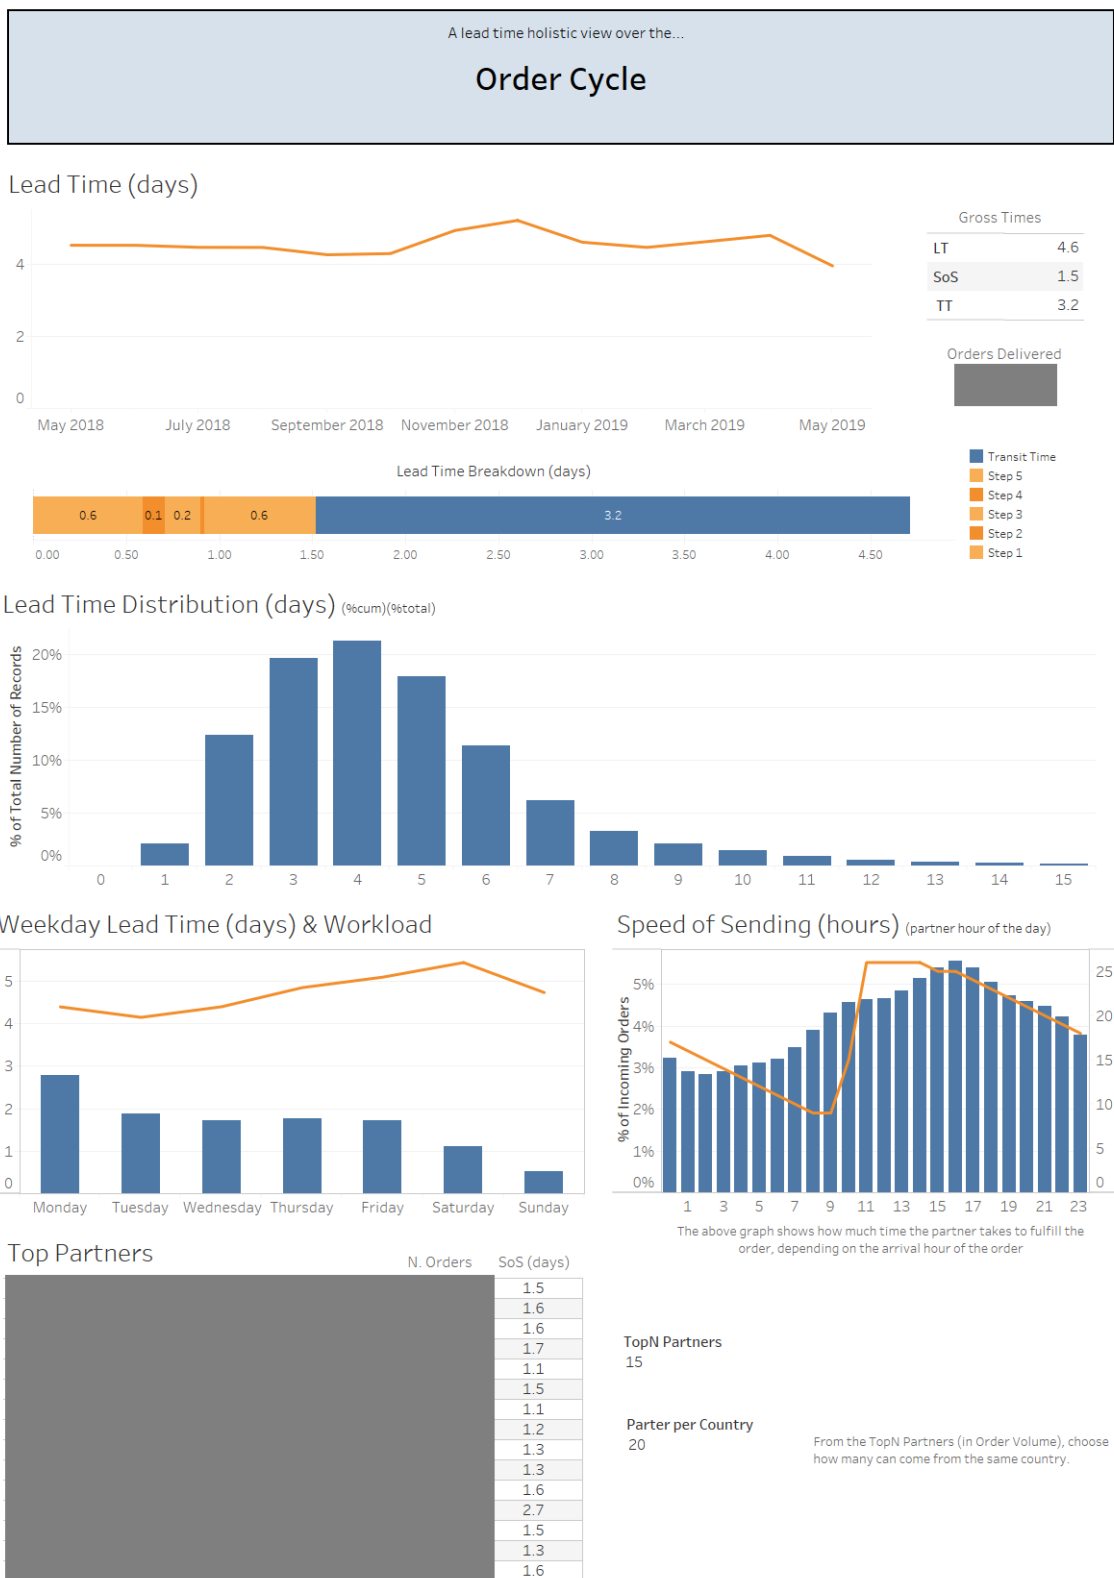 A lead time holistic view over the...
Order Cycle
Lead Time (days)
4
2
0
May 2018 July 2018 September 2018 November 2018 January 2019 March 2019 May 2019
Gross Times
LT 4.6
SoS 1.5
TT 3.2
Orders Delivered
Lead Time Breakdown (days)
0.6 0.1 0.2 0.6 3.2
0.00 0.50 1.00 1.50 2.00 2.50 3.00 3.50 4.00 4.50
Transit Time
Step 5
Step 4
Step 3
Step 2
Step 1
Lead Time Distribution (days) (%cum)(%total)
% of Total Number of Records
20%
15%
10%
5%
0%
0 1 2 3 4 5 6 7 8 9 10 11 12 13 14 15
Weekday Lead Time (days) & Workload
5
4
3
2
1
0
Monday Tuesday Wednesday Thursday Friday Saturday Sunday
Speed of Sending (hours) (partner hour of the day)
% of Incoming Orders
5%
4%
3%
2%
1%
0%
25
20
15
10
5
0
1 3 5 7 9 11 13 15 17 19 21 23
The above graph shows how much time the partner takes to fulfill the
order, depending on the arrival hour of the order
Top Partners
N. Orders SoS (days)
1.5
1.6
1.6
1.7
1.1
1.5
1.1
1.2
1.3
1.3
1.6
2.7
1.5
1.3
1.6
TopN Partners
15
Parter per Country
20
From the TopN Partners (in Order Volume), choose
how many can come from the same country.